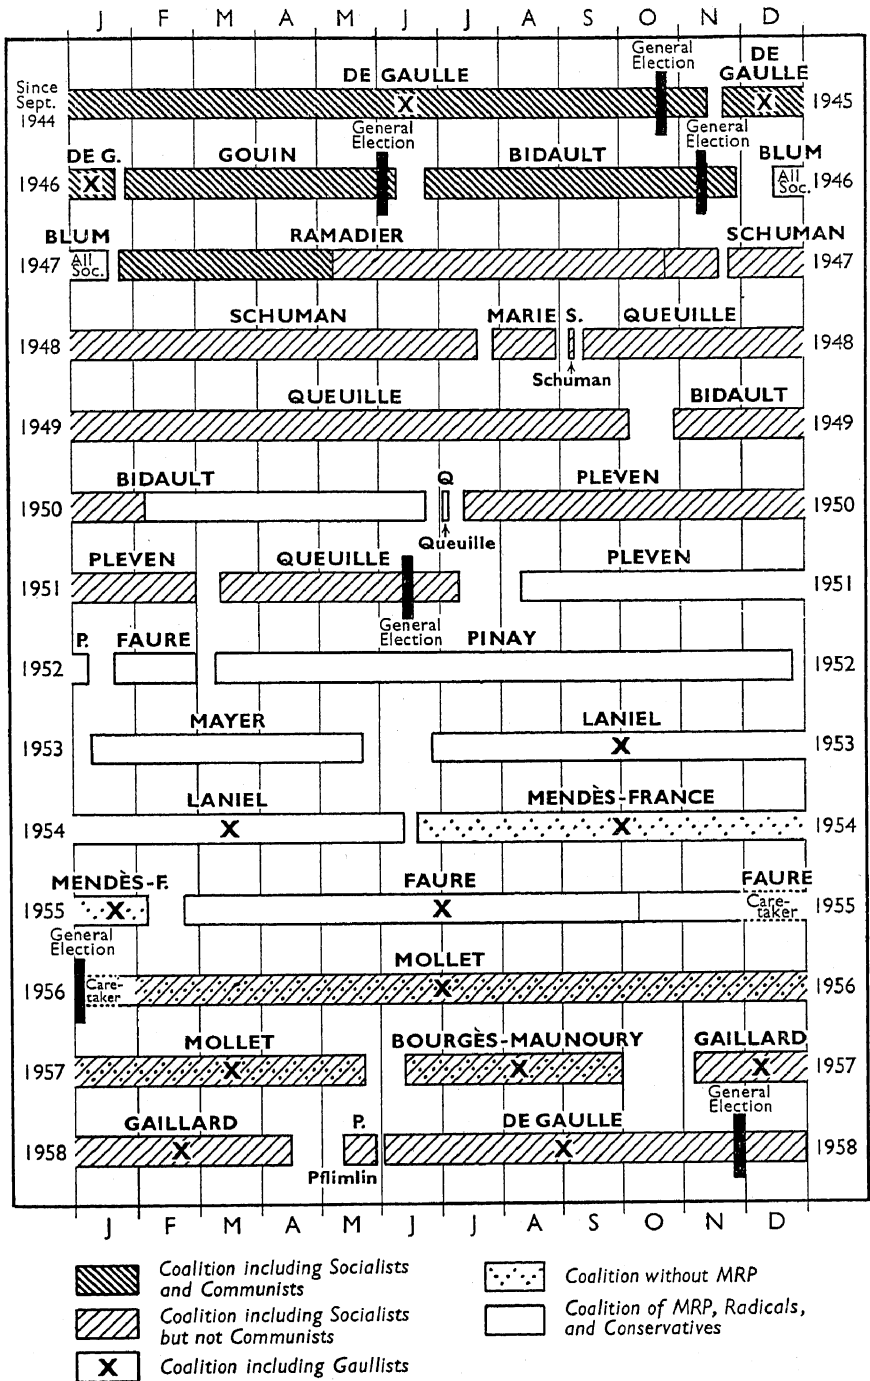 J F M A M J J A S O N D
General
Election
DE
GAULLE
DE GAULLE
Since
Sept.
1944
X
X
1945
General
Election
General
Election
DE G.
GOUIN
BIDAULT
BLUM
1946
X
All
Soc.
1946
BLUM
RAMADIER
SCHUMAN
1947
All
Soc.
1947
SCHUMAN
MARIE
S.
QUEUILLE
1948
1948
Schuman
QUEUILLE
BIDAULT
1949
1949
BIDAULT
Q
PLEVEN
1950
1950
Queuille
PLEVEN
QUEUILLE
PLEVEN
1951
1951
General
Election
P.
FAURE
PINAY
1952
1952
MAYER
LANIEL
1953
X
1953
LANIEL
MENDÈS-FRANCE
1954
X
X
1954
MENDÈS-F.
FAURE
FAURE
1955
X
X
Care-
taker
1955
General
Election
MOLLET
1956
Care-
taker
X
1956
MOLLET
BOURGÈS-MAUNOURY
GAILLARD
1957
X
X
X
1957
General
Election
GAILLARD
P.
DE GAULLE
1958
X
X
1958
Pflimlin
J F M A M J J A S O N D
Coalition including Socialists
and Communists
Coalition including Socialists
but not Communists
X
Coalition including Gaullists
Coalition without MRP
Coalition of MRP, Radicals,
and Conservatives